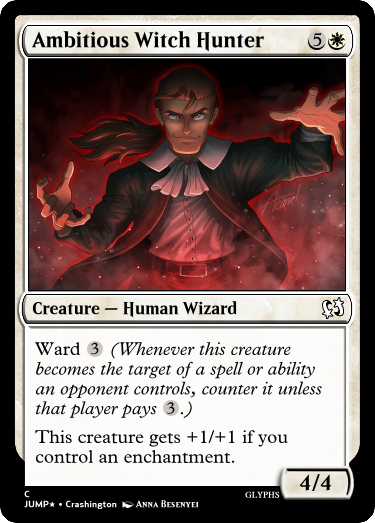 Ambitious Witch Hunter 5
Creature — Human Wizard
Ward 3 (Whenever this creature
becomes the target of a spell or ability
an opponent controls, counter it unless
that player pays 3.)
This creature gets +1/+1 if you
control an enchantment.
4/4
C
JUMP★ • Crashington Anna Besenyei
GLYPHS